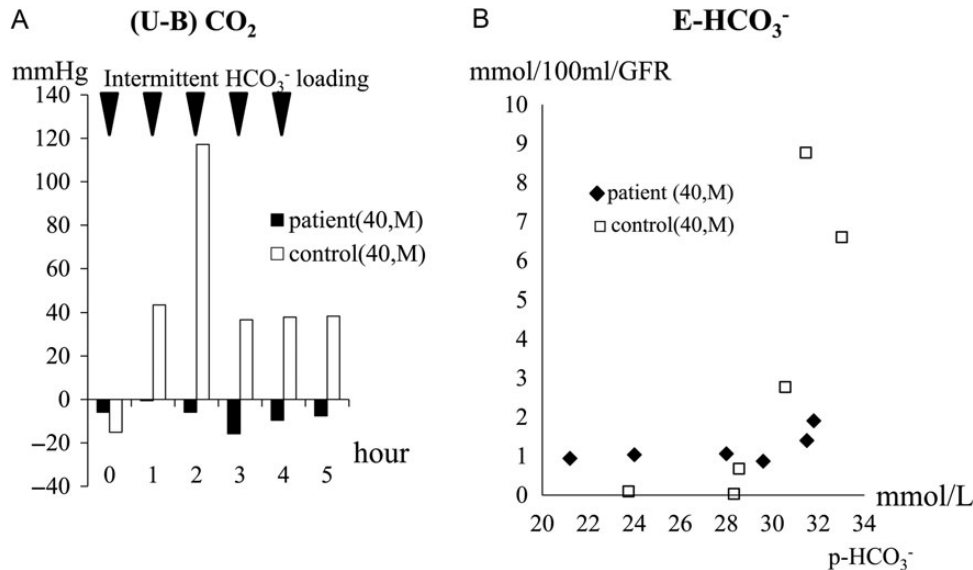 A
(U-B) CO₂
mmHg
Intermittent HCO₃⁻ loading
140
120
100
80
60
40
20
0
−20
−40
patient(40,M)
control(40,M)
0 1 2 3 4 5
hour
B
E-HCO₃⁻
mmol/100ml/GFR
10
9
8
7
6
5
4
3
2
1
0
patient (40,M)
control(40,M)
20 22 24 26 28 30 32 34
mmol/L
p-HCO₃⁻